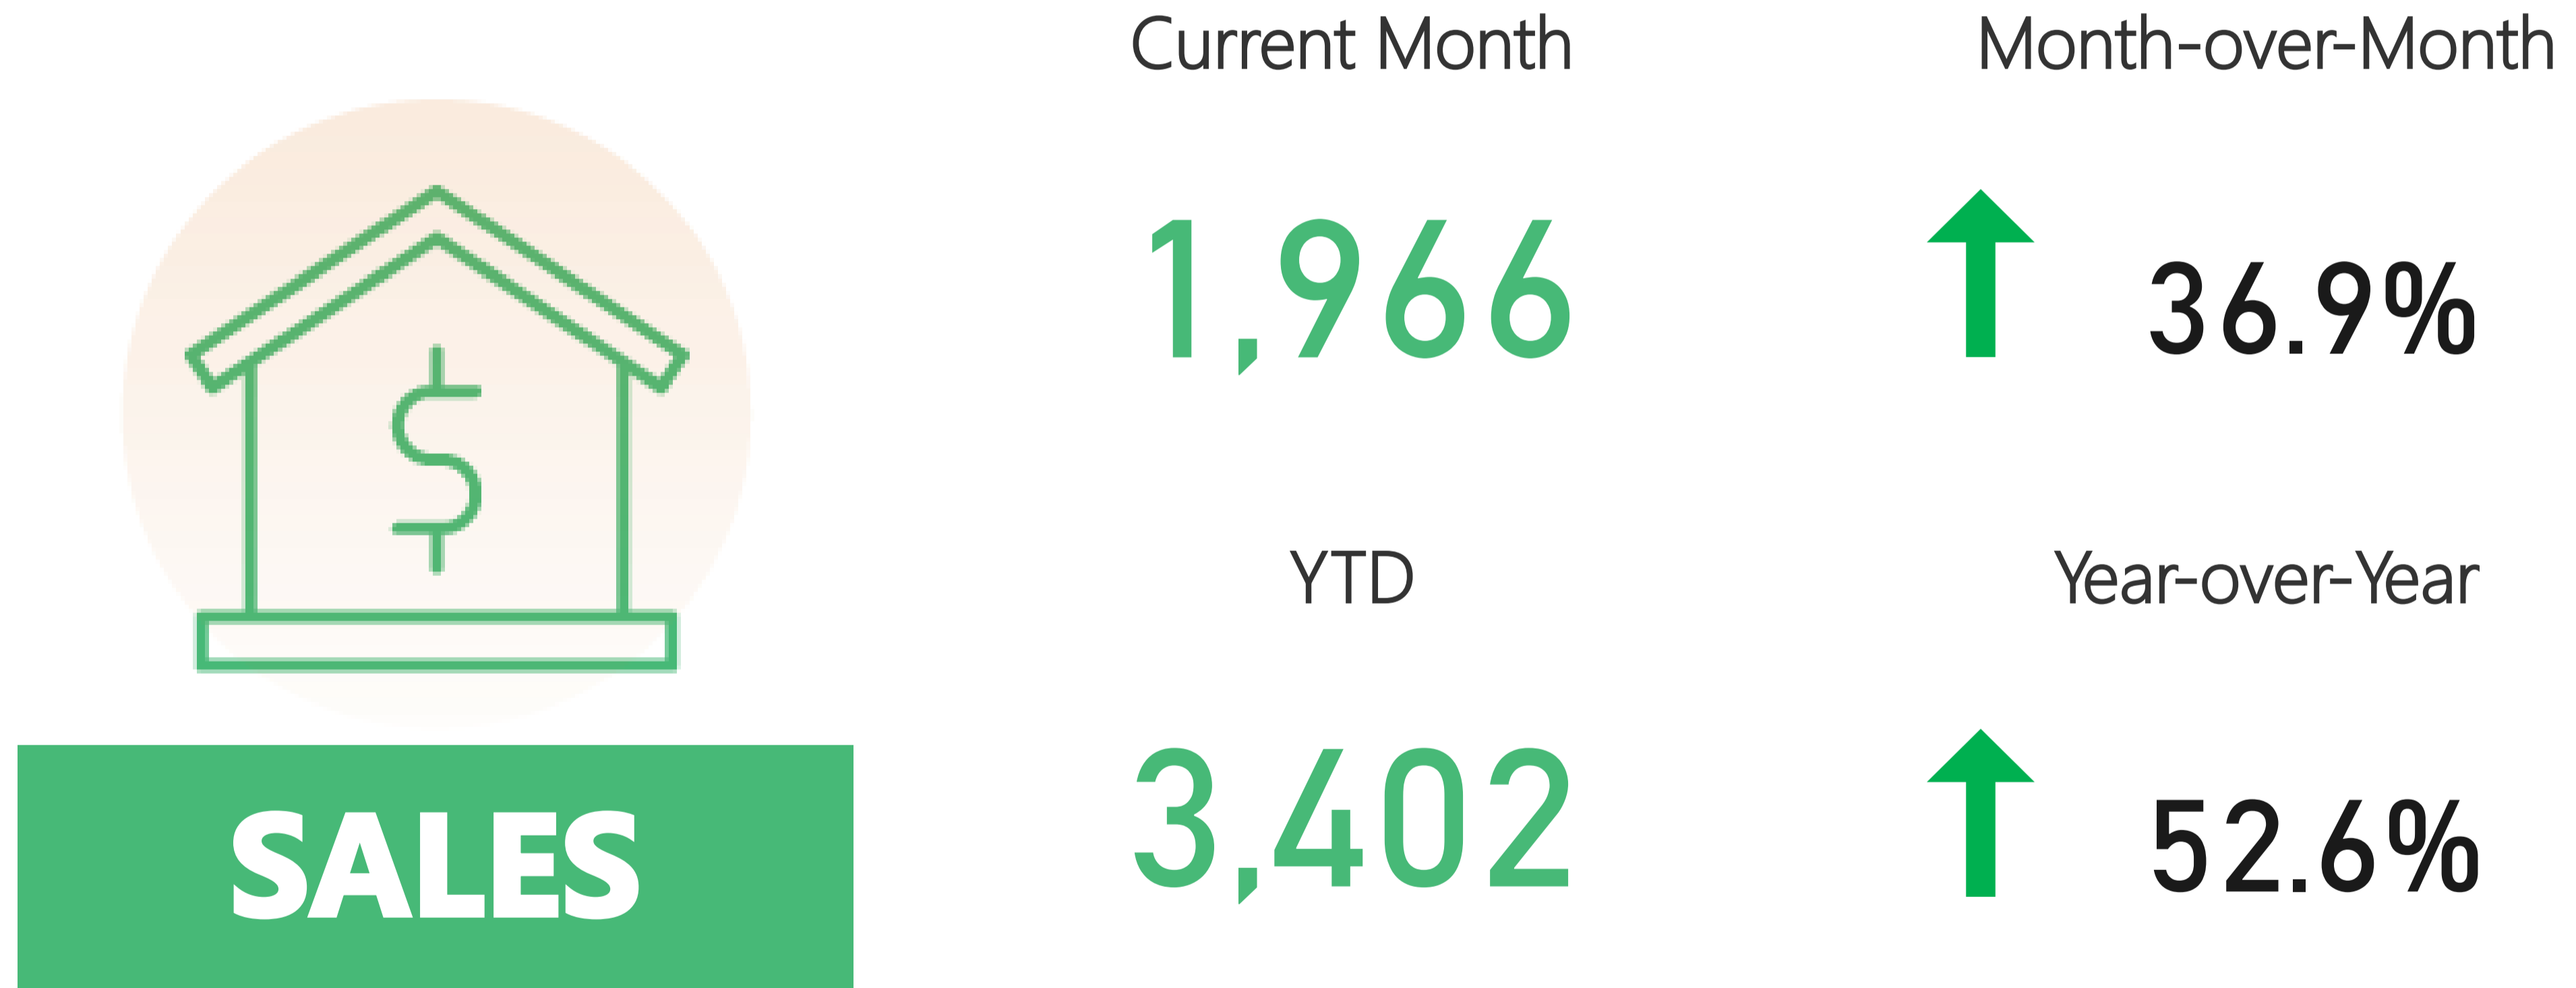 Current Month
Month-over-Month
1,966
36.9%
$
YTD
Year-over-Year
3,402
52.6%
SALES